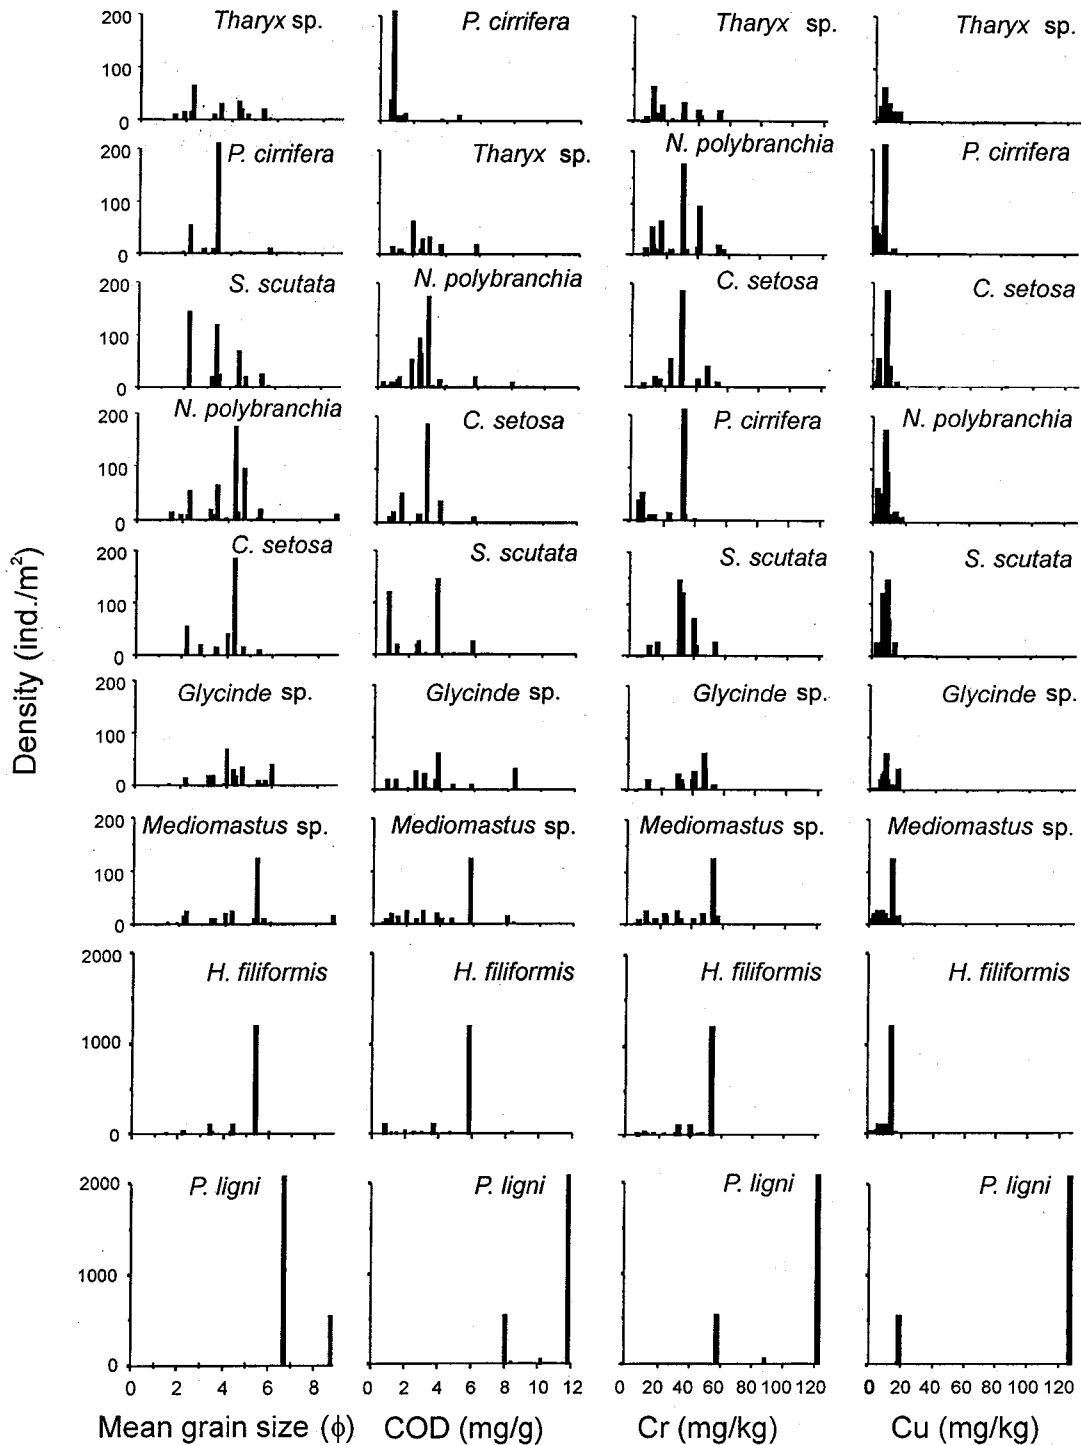 Tharyx sp. P. cirrifera Tharyx sp. Tharyx sp.
200
100
0
P. cirrifera Tharyx sp. N. polybranchia P. cirrifera
200
100
0
S. scutata N. polybranchia C. setosa C. setosa
200
100
0
N. polybranchia C. setosa P. cirrifera N. polybranchia
200
100
0
C. setosa S. scutata S. scutata S. scutata
200
100
0
Glycinde sp. Glycinde sp. Glycinde sp. Glycinde sp.
200
100
0
Mediomastus sp. Mediomastus sp. Mediomastus sp. Mediomastus sp.
200
100
0
H. filiformis H. filiformis H. filiformis H. filiformis
2000
1000
0
P. ligni P. ligni P. ligni P. ligni
2000
1000
0
0 2 4 6 8 0 2 4 6 8 10 12 0 20 40 60 80 100 120 0 20 40 60 80 100 120
Mean grain size (ϕ) COD (mg/g) Cr (mg/kg) Cu (mg/kg)
Density (ind./m²)